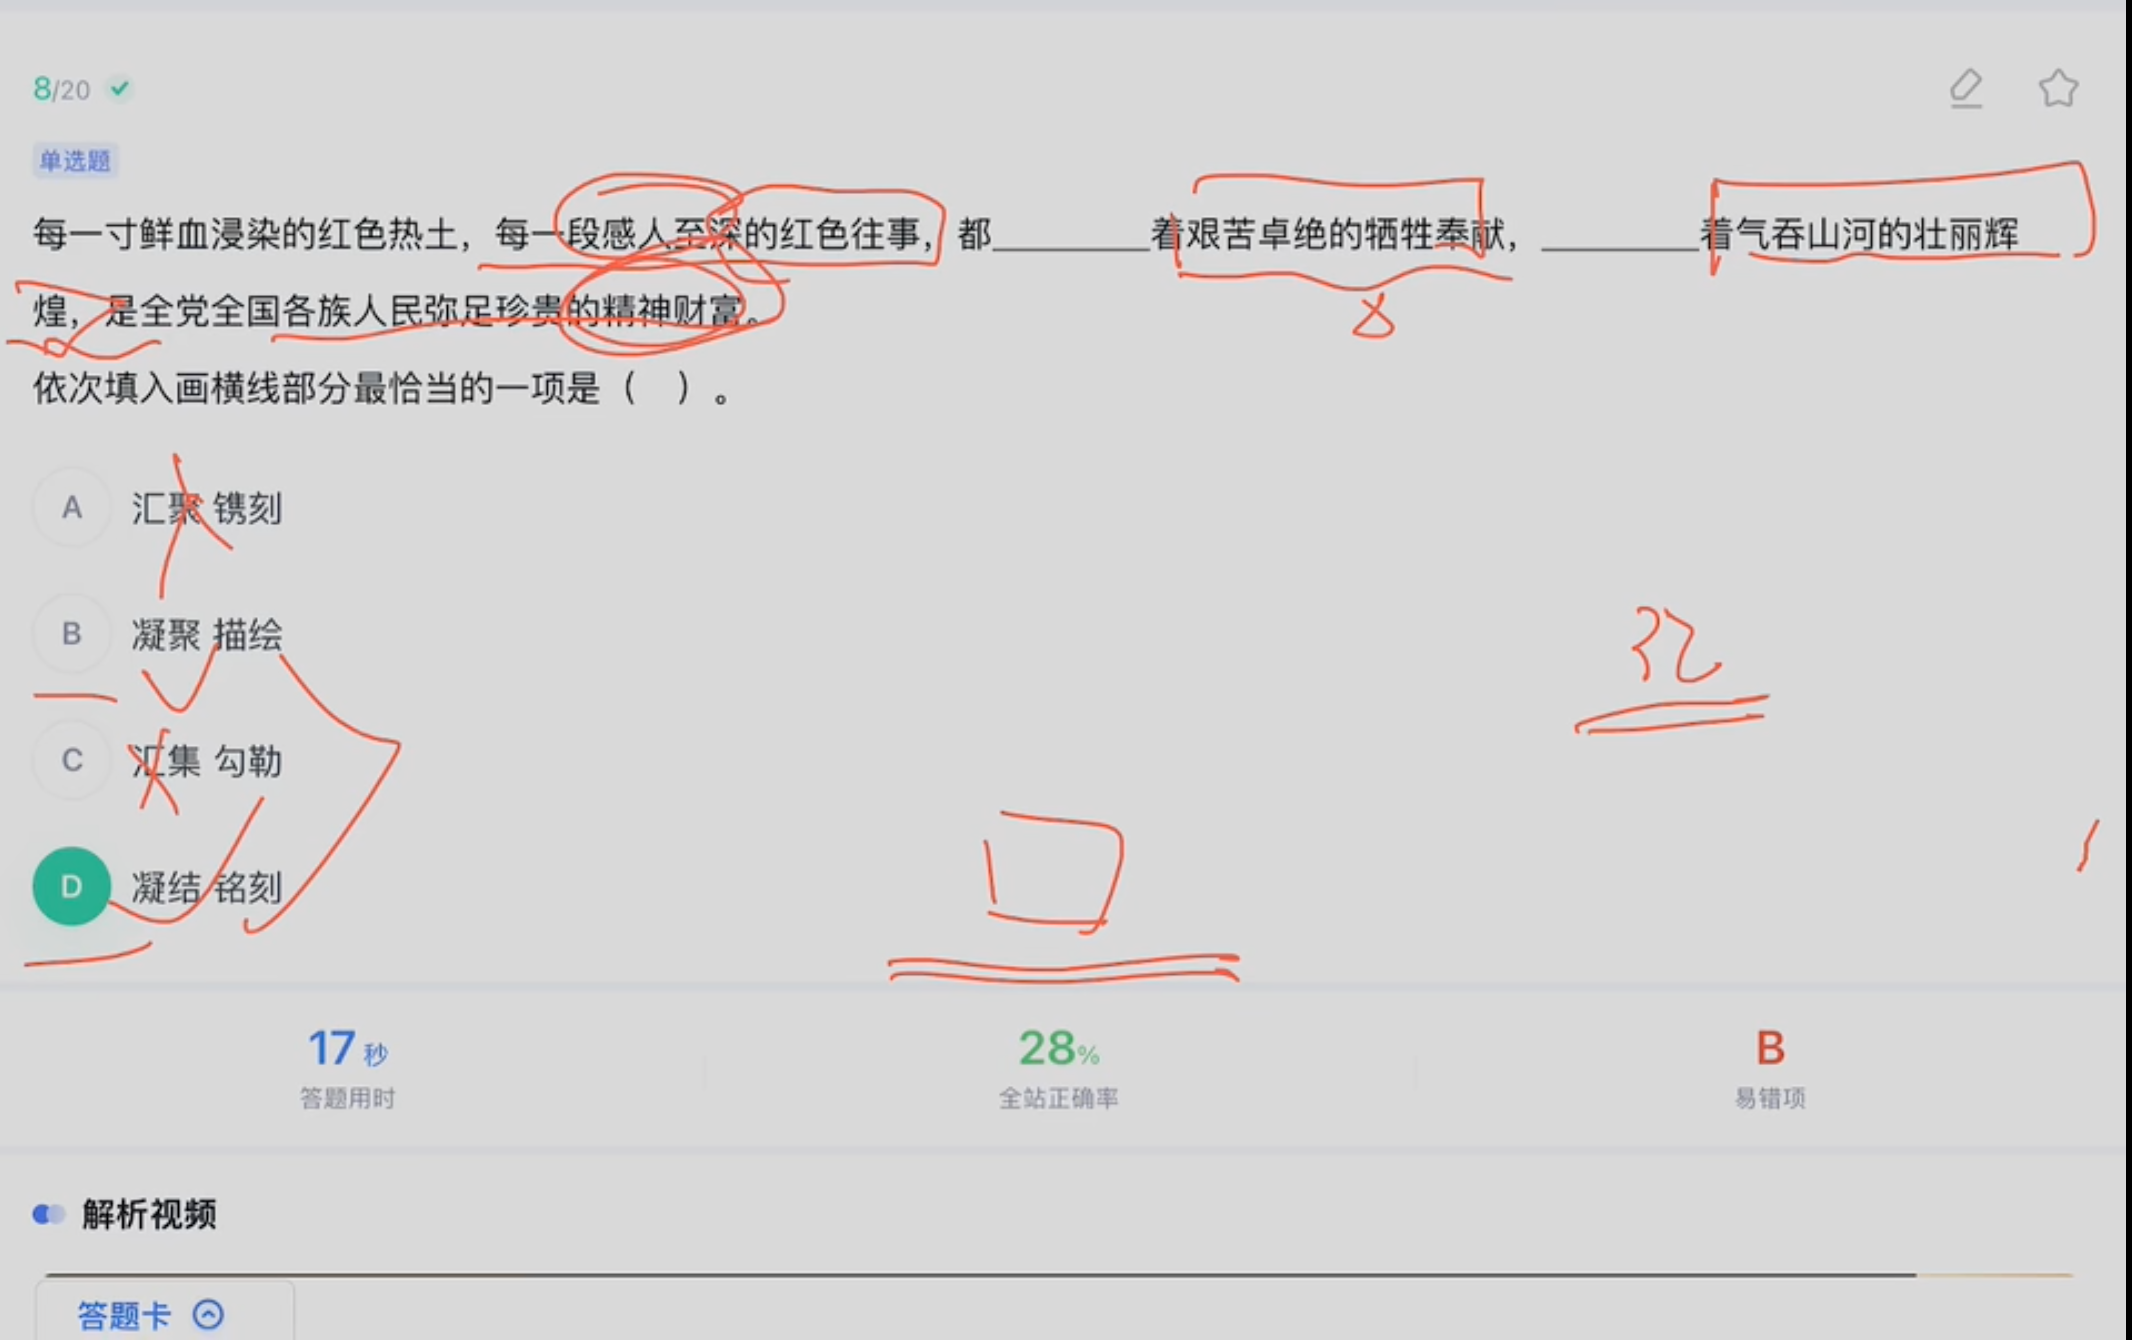 8/20
单选题
每一寸鲜血浸染的红色热土，每一段感人至深的红色往事，都________着艰苦卓绝的牺牲奉献，________着气吞山河的壮丽辉
煌，是全党全国各族人民弥足珍贵的精神财富。
依次填入画横线部分最恰当的一项是（ ）。
A 汇聚 镌刻
B 凝聚 描绘
C 汇集 勾勒
D 凝结 铭刻
17秒 28% B
答题用时 全站正确率 易错项
解析视频
答题卡